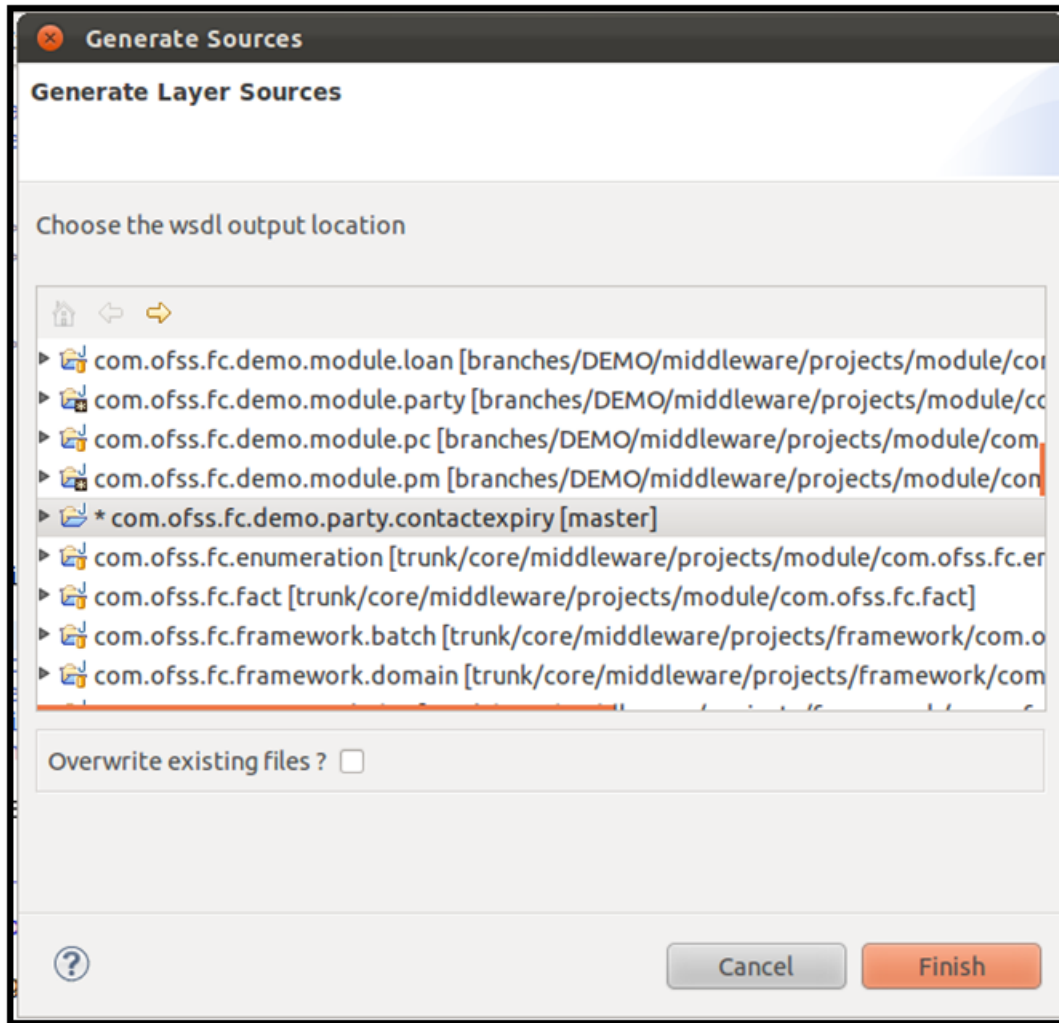 Generate Sources
Generate Layer Sources
Choose the wsdl output location
com.ofss.fc.demo.module.loan [branches/DEMO/middleware/projects/module/cor
com.ofss.fc.demo.module.party [branches/DEMO/middleware/projects/module/cc
com.ofss.fc.demo.module.pc [branches/DEMO/middleware/projects/module/com.
com.ofss.fc.demo.module.pm [branches/DEMO/middleware/projects/module/con
* com.ofss.fc.demo.party.contactexpiry [master]
com.ofss.fc.enumeration [trunk/core/middleware/projects/module/com.ofss.fc.er
com.ofss.fc.fact [trunk/core/middleware/projects/module/com.ofss.fc.fact]
com.ofss.fc.framework.batch [trunk/core/middleware/projects/framework/com.o
com.ofss.fc.framework.domain [trunk/core/middleware/projects/framework/com
Overwrite existing files ?
Cancel Finish